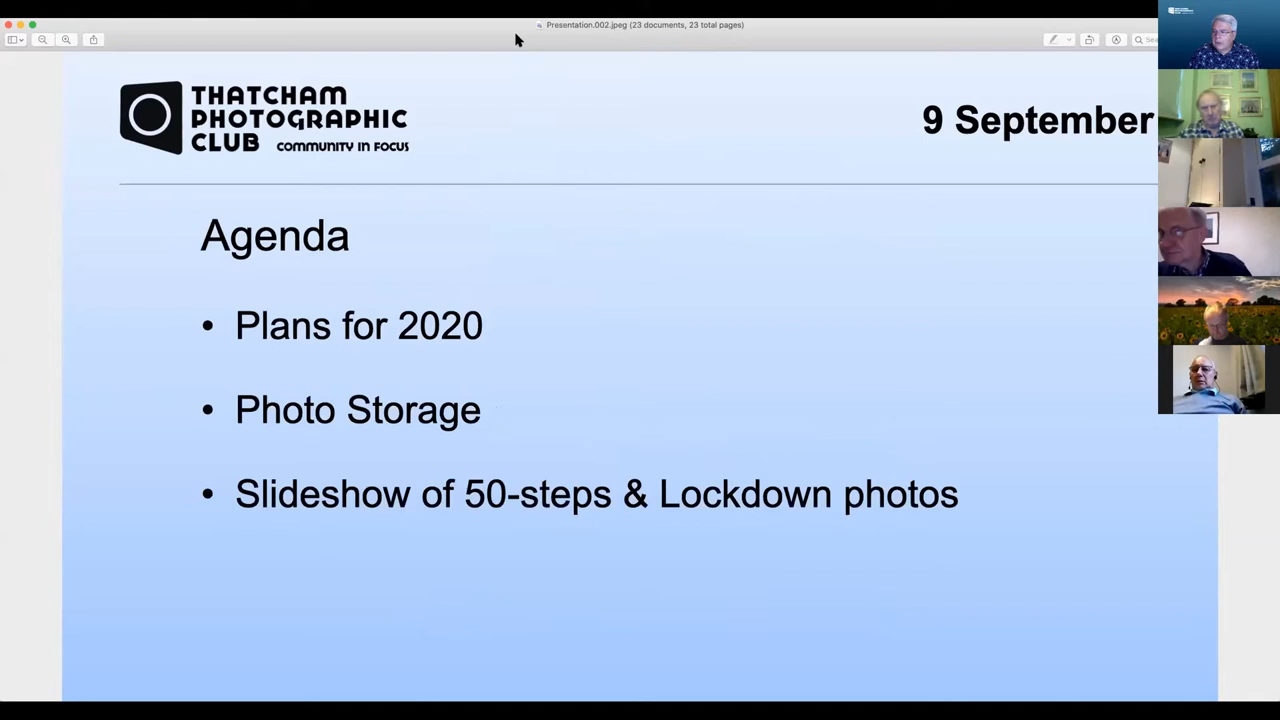 Presentation.002.jpeg (23 documents, 23 total pages)
THATCHAM
PHOTOGRAPHIC
CLUB COMMUNITY IN FOCUS
9 September
Agenda
• Plans for 2020
• Photo Storage
• Slideshow of 50-steps & Lockdown photos